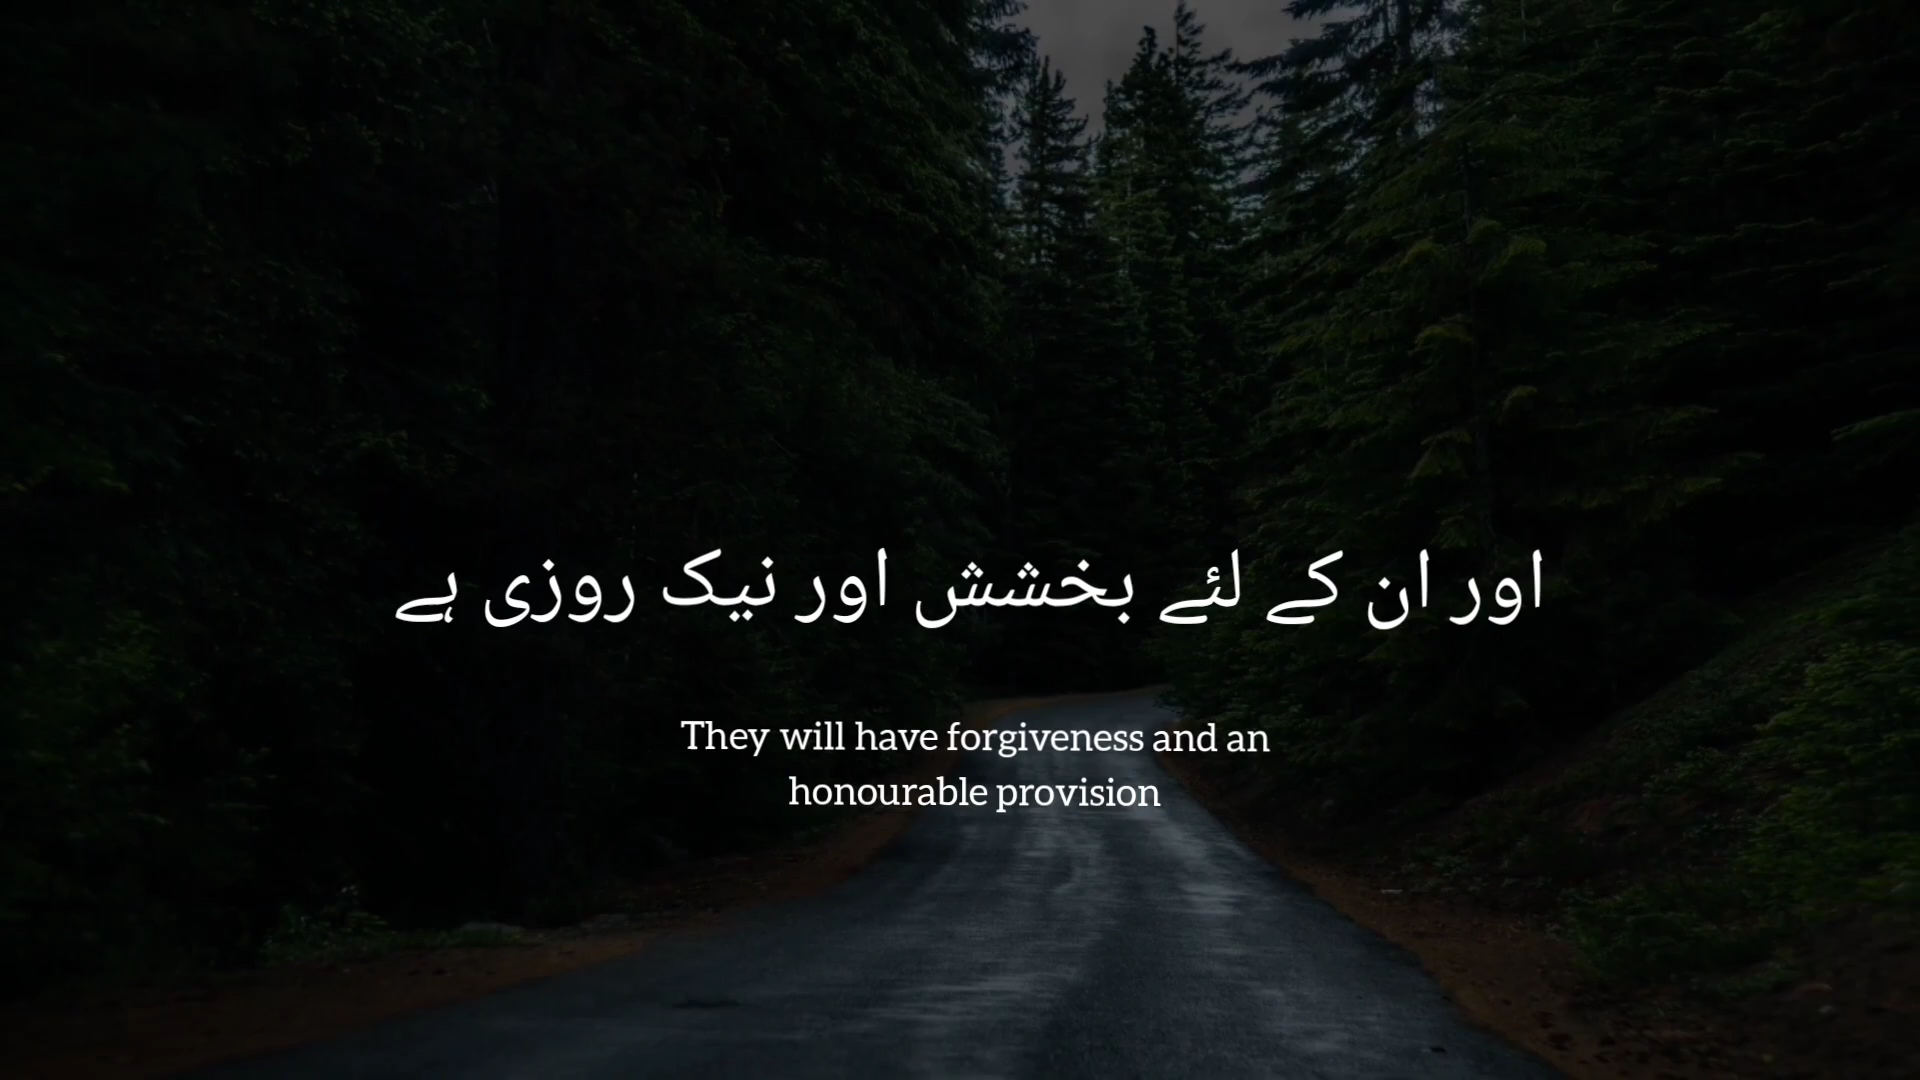 اور ان کے لئے بخشش اور نیک روزی ہے
They will have forgiveness and an
honourable provision